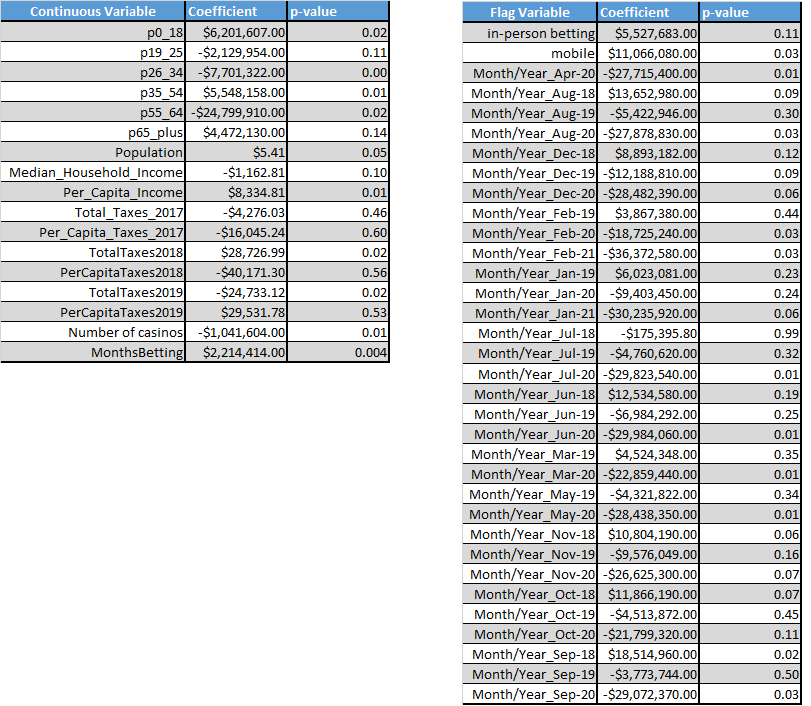 Continuous Variable Coefficient p-value
p0_18 $6,201,607.00 0.02
p19_25 -$2,129,954.00 0.11
p26_34 -$7,701,322.00 0.00
p35_54 $5,548,158.00 0.01
p55_64 -$24,799,910.00 0.02
p65_plus $4,472,130.00 0.14
Population $5.41 0.05
Median_Household_Income -$1,162.81 0.10
Per_Capita_Income $8,334.81 0.01
Total_Taxes_2017 -$4,276.03 0.46
Per_Capita_Taxes_2017 -$16,045.24 0.60
TotalTaxes2018 $28,726.99 0.02
PerCapitaTaxes2018 -$40,171.30 0.56
TotalTaxes2019 -$24,733.12 0.02
PerCapitaTaxes2019 $29,531.78 0.53
Number of casinos -$1,041,604.00 0.01
MonthsBetting $2,214,414.00 0.004
Flag Variable Coefficient p-value
in-person betting $5,527,683.00 0.11
mobile $11,066,080.00 0.03
Month/Year_Apr-20 -$27,715,400.00 0.01
Month/Year_Aug-18 $13,652,980.00 0.09
Month/Year_Aug-19 -$5,422,946.00 0.30
Month/Year_Aug-20 -$27,878,830.00 0.03
Month/Year_Dec-18 $8,893,182.00 0.12
Month/Year_Dec-19 -$12,188,810.00 0.09
Month/Year_Dec-20 -$28,482,390.00 0.06
Month/Year_Feb-19 $3,867,380.00 0.44
Month/Year_Feb-20 -$18,725,240.00 0.03
Month/Year_Feb-21 -$36,372,580.00 0.03
Month/Year_Jan-19 $6,023,081.00 0.23
Month/Year_Jan-20 -$9,403,450.00 0.24
Month/Year_Jan-21 -$30,235,920.00 0.06
Month/Year_Jul-18 -$175,395.80 0.99
Month/Year_Jul-19 -$4,760,620.00 0.32
Month/Year_Jul-20 -$29,823,540.00 0.01
Month/Year_Jun-18 $12,534,580.00 0.19
Month/Year_Jun-19 -$6,984,292.00 0.25
Month/Year_Jun-20 -$29,984,060.00 0.01
Month/Year_Mar-19 $4,524,348.00 0.35
Month/Year_Mar-20 -$22,859,440.00 0.01
Month/Year_May-19 -$4,321,822.00 0.34
Month/Year_May-20 -$28,438,350.00 0.01
Month/Year_Nov-18 $10,804,190.00 0.06
Month/Year_Nov-19 -$9,576,049.00 0.16
Month/Year_Nov-20 -$26,625,300.00 0.07
Month/Year_Oct-18 $11,866,190.00 0.07
Month/Year_Oct-19 -$4,513,872.00 0.45
Month/Year_Oct-20 -$21,799,320.00 0.11
Month/Year_Sep-18 $18,514,960.00 0.02
Month/Year_Sep-19 -$3,773,744.00 0.50
Month/Year_Sep-20 -$29,072,370.00 0.03